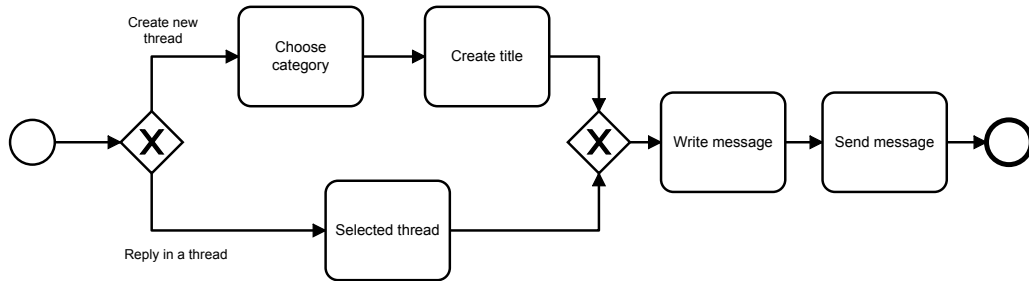 Create new
thread
Choose
category
Create title
X
X
Write message
Send message
Selected thread
Reply in a thread